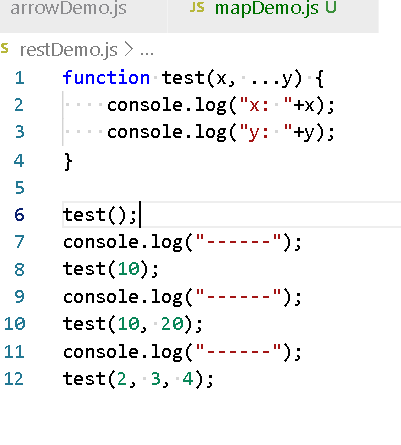 arrowDemo.js JS mapDemo.js U
JS restDemo.js > ...
1 function test(x, ...y) {
2 console.log("x: "+x);
3 console.log("y: "+y);
4 }
5
6 test();
7 console.log("------");
8 test(10);
9 console.log("------");
10 test(10, 20);
11 console.log("------");
12 test(2, 3, 4);